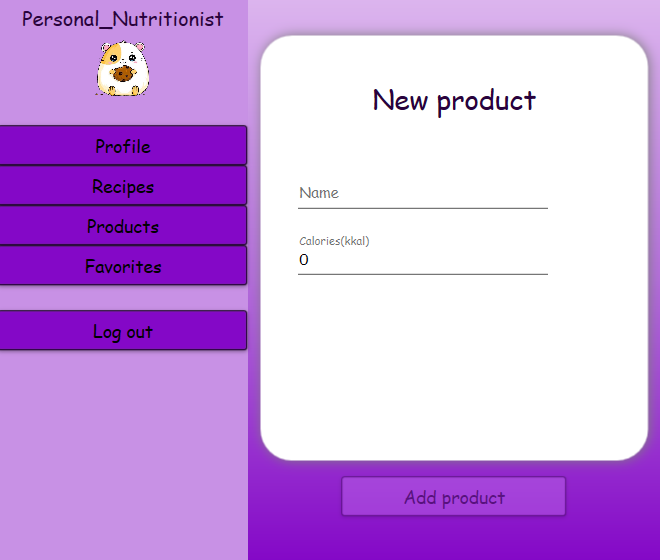 Personal_Nutritionist
Profile
Recipes
Products
Favorites
Log out
New product
Name
Calories(kkal)
0
Add product